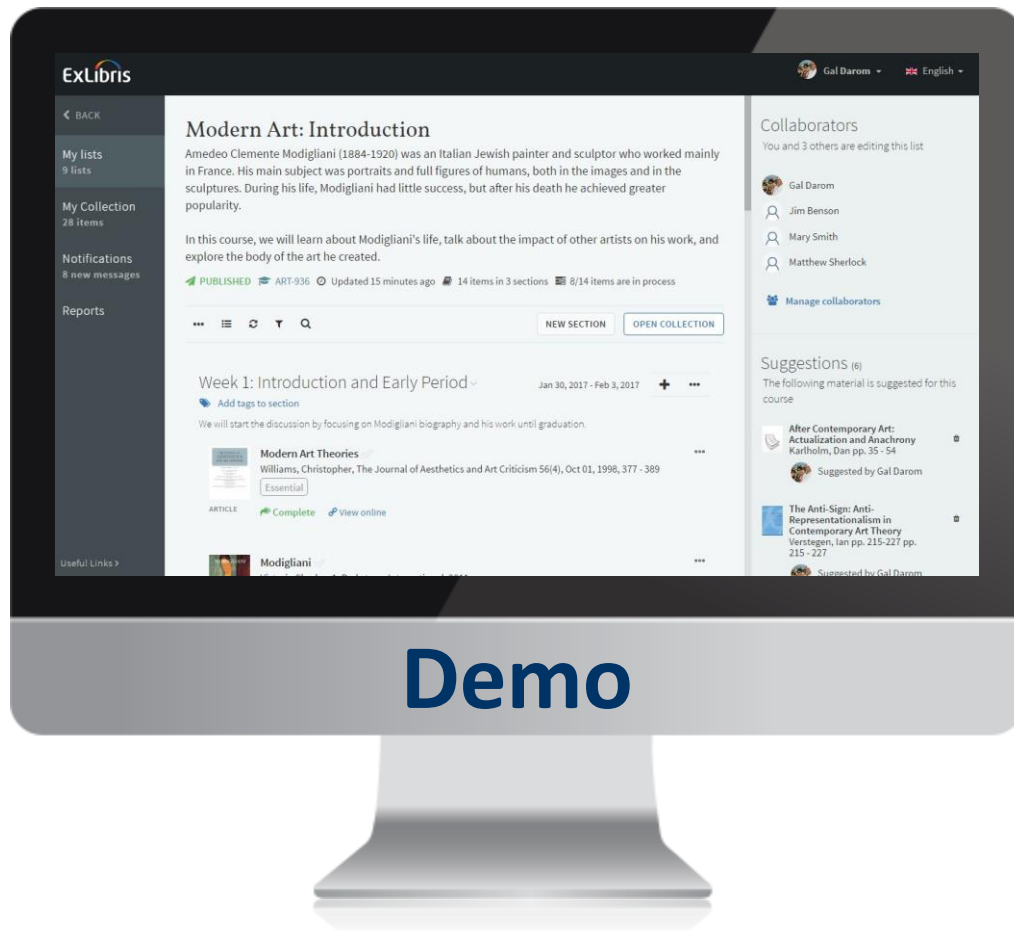 ExLibris
Gal Darom
English
BACK
My lists
9 lists
My Collection
28 items
Notifications
8 new messages
Reports
Useful Links >
Modern Art: Introduction
Amedeo Clemente Modigliani (1884-1920) was an Italian Jewish painter and sculptor who worked mainly
in France. His main subject was portraits and full figures of humans, both in the images and in the
sculptures. During his life, Modigliani had little success, but after his death he achieved greater
popularity.
In this course, we will learn about Modigliani's life, talk about the impact of other artists on his work, and
explore the body of the art he created.
PUBLISHED ART-936 Updated 15 minutes ago 14 items in 3 sections 8/14 items are in process
NEW SECTION OPEN COLLECTION
Week 1: Introduction and Early Period
Jan 30, 2017 - Feb 3, 2017
Add tags to section
We will start the discussion by focusing on Modigliani biography and his work until graduation.
Modern Art Theories
Williams, Christopher, The Journal of Aesthetics and Art Criticism 56(4), Oct 01, 1998, 377 - 389
Essential
ARTICLE
Complete View online
Modigliani
Collaborators
You and 3 others are editing this list
Gal Darom
Jim Benson
Mary Smith
Matthew Sherlock
Manage collaborators
Suggestions (6)
The following material is suggested for this
course
After Contemporary Art:
Actualization and Anachrony
Karlholm, Dan pp. 35 - 54
Suggested by Gal Darom
The Anti-Sign: Anti-
Representationalism in
Contemporary Art Theory
Verstegen, Ian pp. 215-227 pp.
215 - 227
Suggested by Gal Darom
Demo